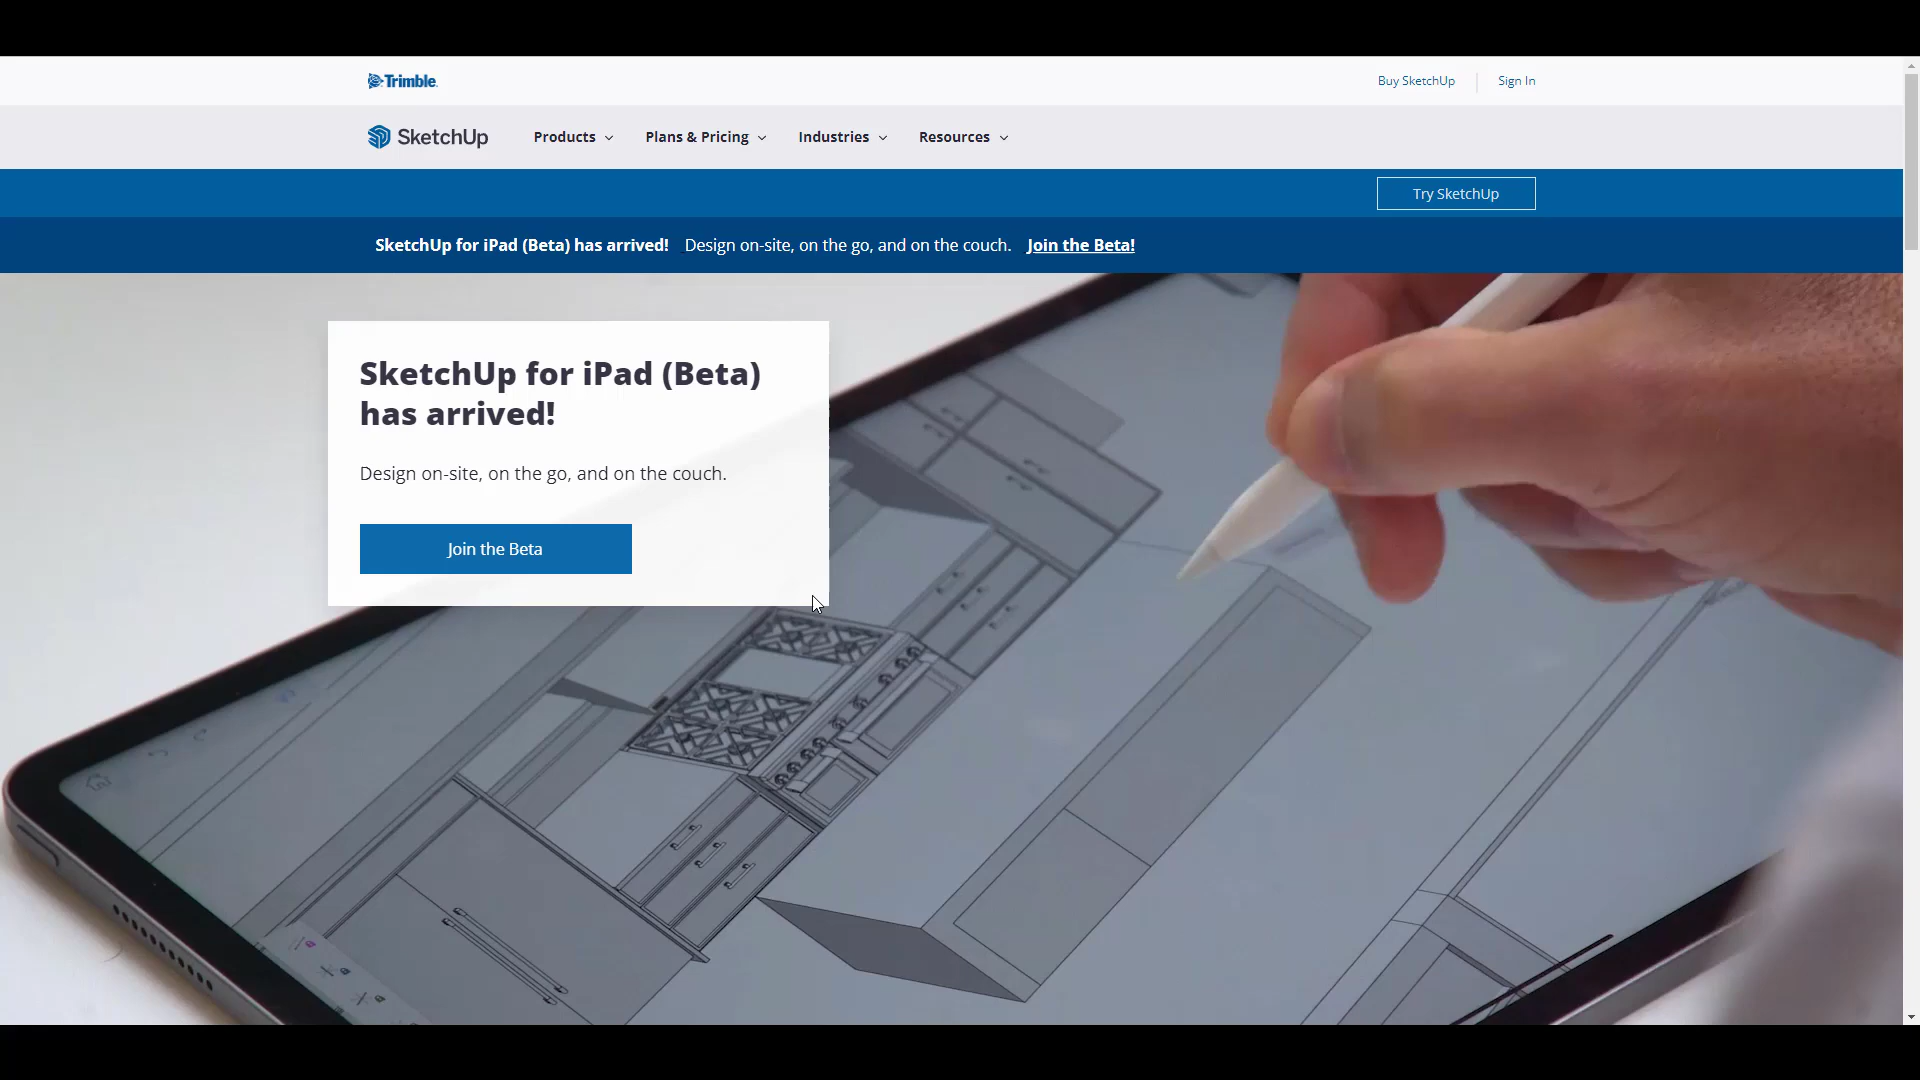 Trimble.
Buy SketchUp Sign In
SketchUp Products Plans & Pricing Industries Resources
Try SketchUp
SketchUp for iPad (Beta) has arrived! Design on-site, on the go, and on the couch. Join the Beta!
SketchUp for iPad (Beta)
has arrived!
Design on-site, on the go, and on the couch.
Join the Beta